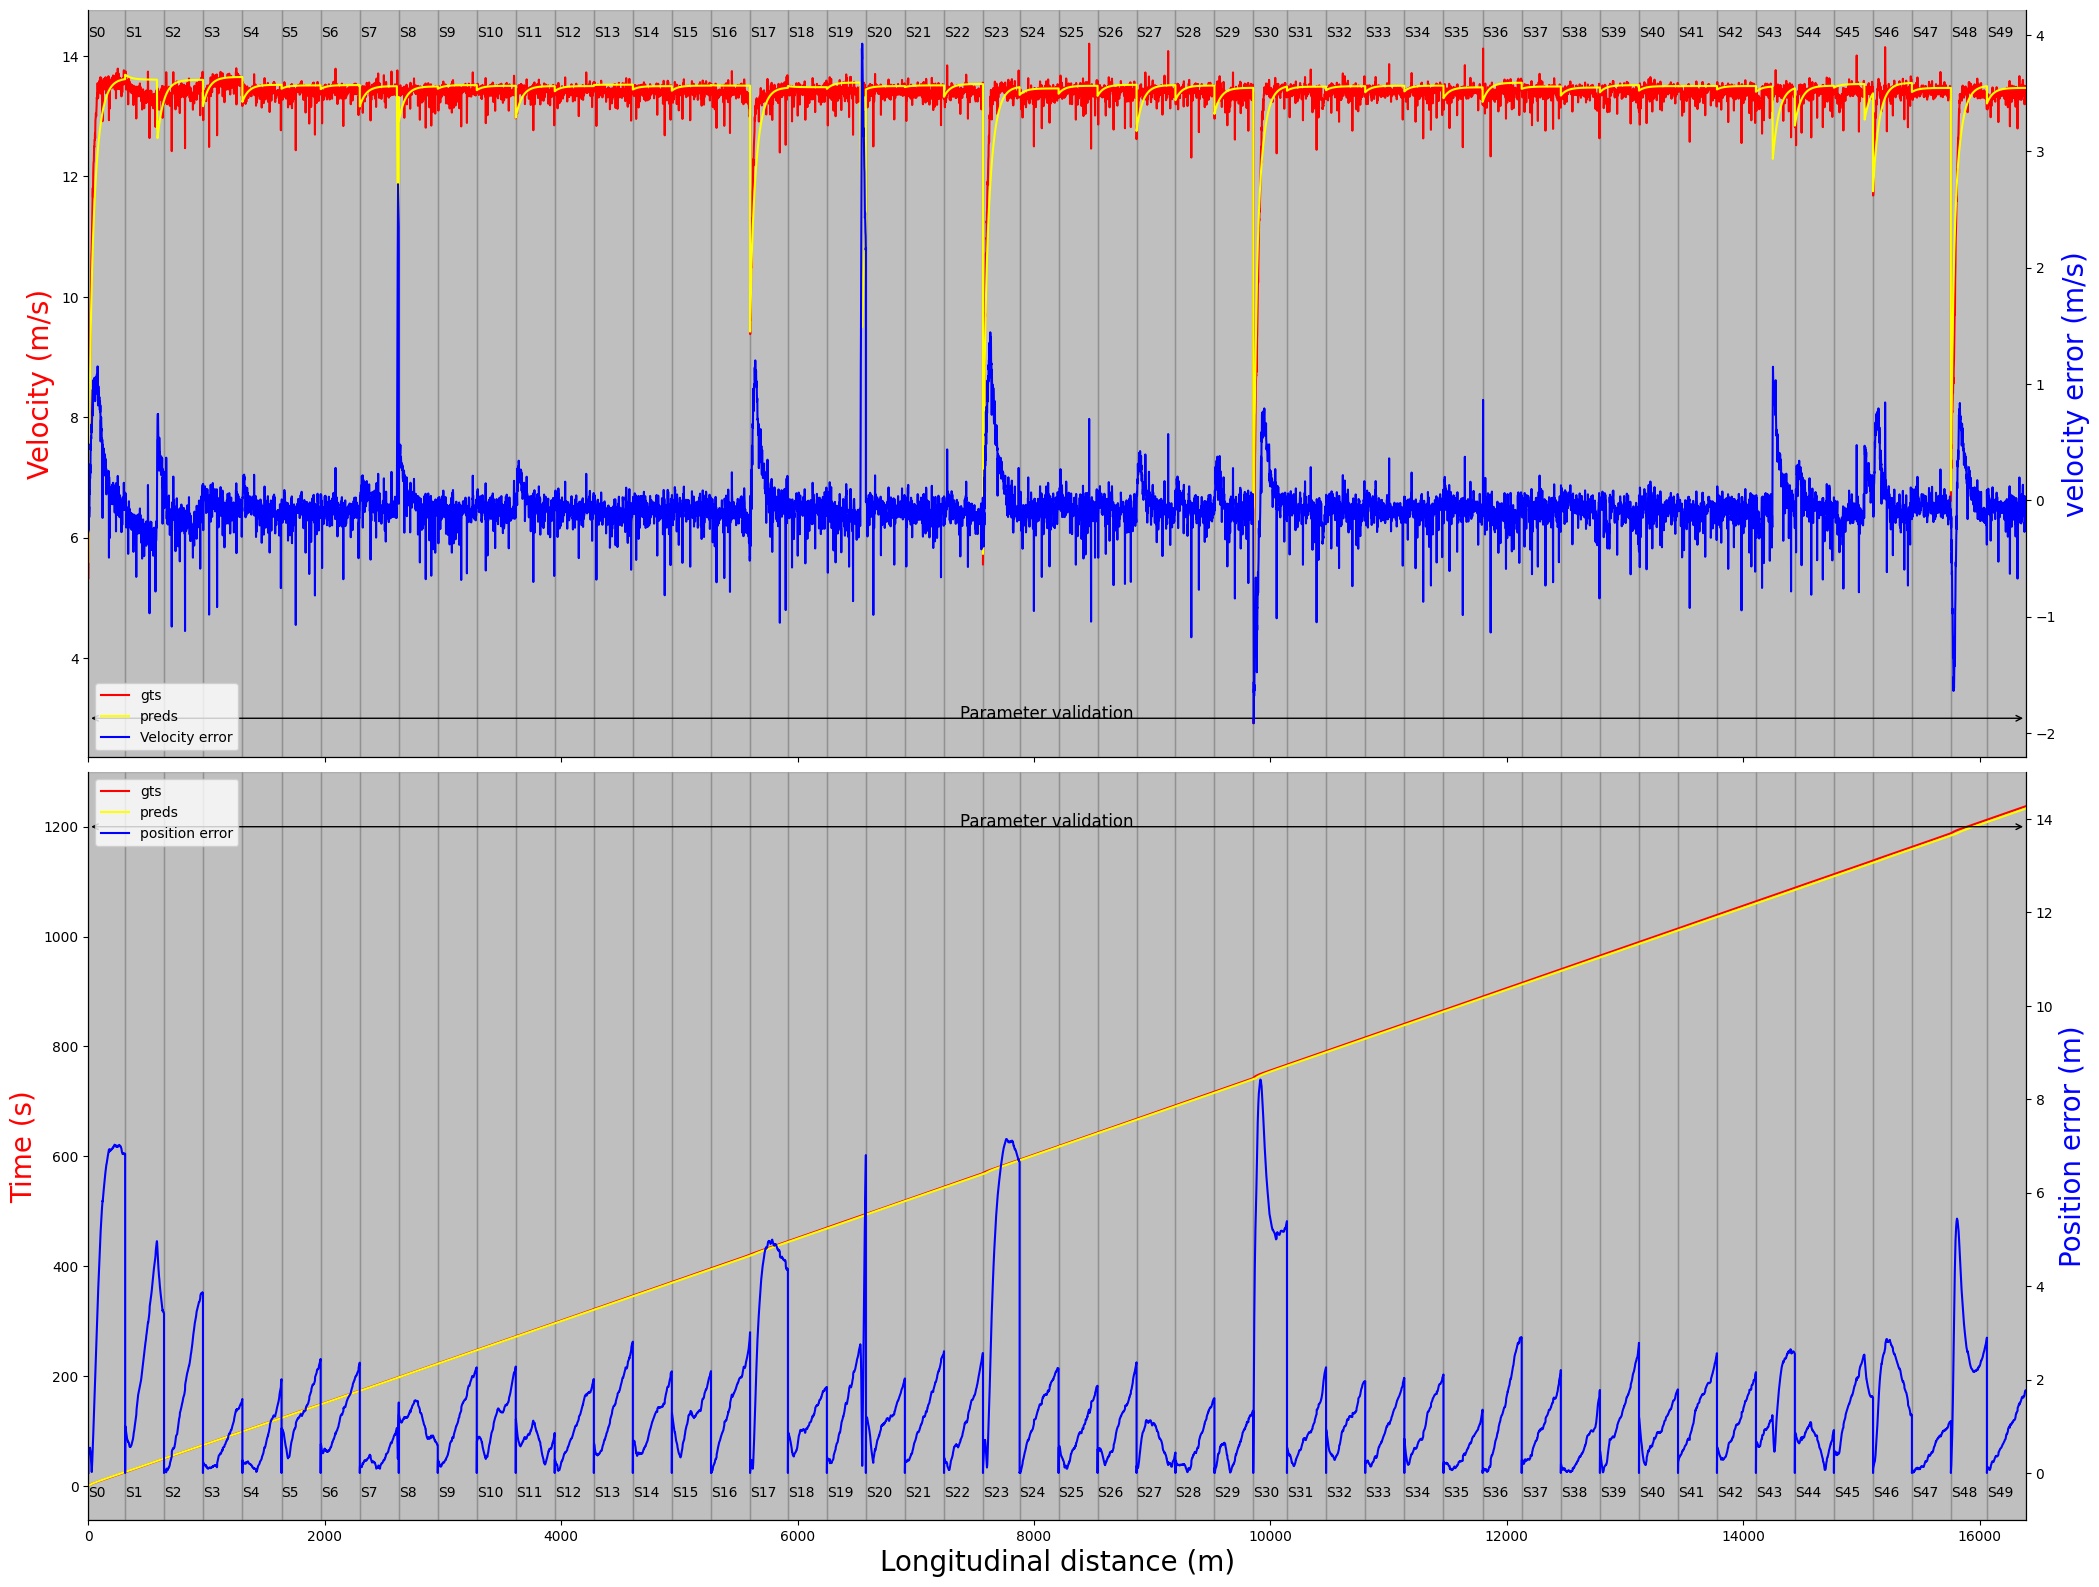 S0 S1 S2 S3 S4 S5 S6 S7 S8 S9 S10 S11 S12 S13 S14 S15 S16 S17 S18 S19 S20 S21 S22 S23 S24 S25 S26 S27 S28 S29 S30 S31 S32 S33 S34 S35 S36 S37 S38 S39 S40 S41 S42 S43 S44 S45 S46 S47 S48 S49
14
12
10
8
6
4
Velocity (m/s)
4
3
2
1
0
−1
−2
velocity error (m/s)
gts
preds
Velocity error
Parameter validation
gts
preds
position error
Parameter validation
1200
1000
800
600
400
200
0
Time (s)
14
12
10
8
6
4
2
0
Position error (m)
S0 S1 S2 S3 S4 S5 S6 S7 S8 S9 S10 S11 S12 S13 S14 S15 S16 S17 S18 S19 S20 S21 S22 S23 S24 S25 S26 S27 S28 S29 S30 S31 S32 S33 S34 S35 S36 S37 S38 S39 S40 S41 S42 S43 S44 S45 S46 S47 S48 S49
0 2000 4000 6000 8000 10000 12000 14000 16000
Longitudinal distance (m)